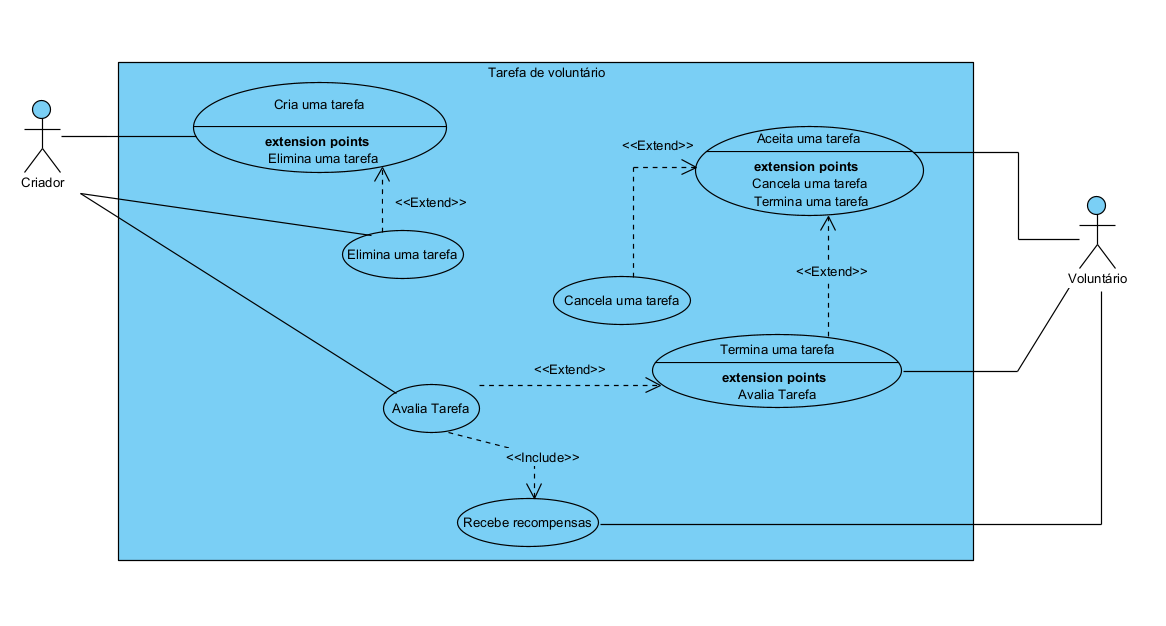 Tarefa de voluntário
Cria uma tarefa
extension points
Elimina uma tarefa
Criador
<<Extend>>
Elimina uma tarefa
<<Extend>>
Aceita uma tarefa
extension points
Cancela uma tarefa
Termina uma tarefa
Voluntário
<<Extend>>
Cancela uma tarefa
Termina uma tarefa
extension points
Avalia Tarefa
<<Extend>>
Avalia Tarefa
<<Include>>
Recebe recompensas